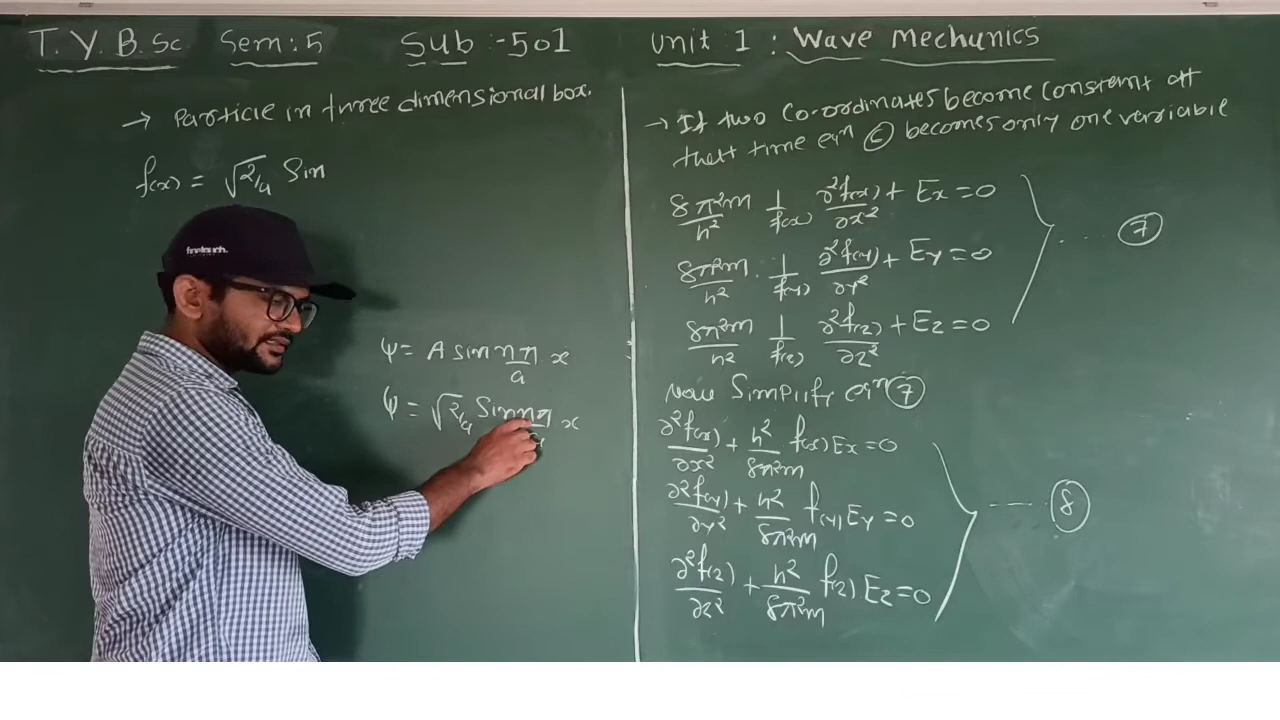 T.Y.B.Sc Sem:5 Sub:-501 Unit 1: Wave Mechanics
→ Particle in three dimensional box.
f(x) = √2/a Sin
finetouch.
ψ = A sin nπ/a x
ψ = √2/a Sin nπ/a x
→ If two Co-ordinates become constant at
that time eqn ⑥ becomes only one variable
8π²m/h² 1/f(x) ∂²f(x)/∂x² + Ex = 0
8π²m/h² . 1/f(y) ∂²f(y)/∂y² + Ey = 0 .... ⑦
8π²m/h² 1/f(z) ∂²f(z)/∂z² + Ez = 0
Now Simplify eqn ⑦
∂²f(x)/∂x² + h²/8π²m f(x) Ex = 0
∂²f(y)/∂y² + h²/8π²m f(y) Ey = 0 ---- ⑧
∂²f(z)/∂z² + h²/8π²m f(z) Ez = 0